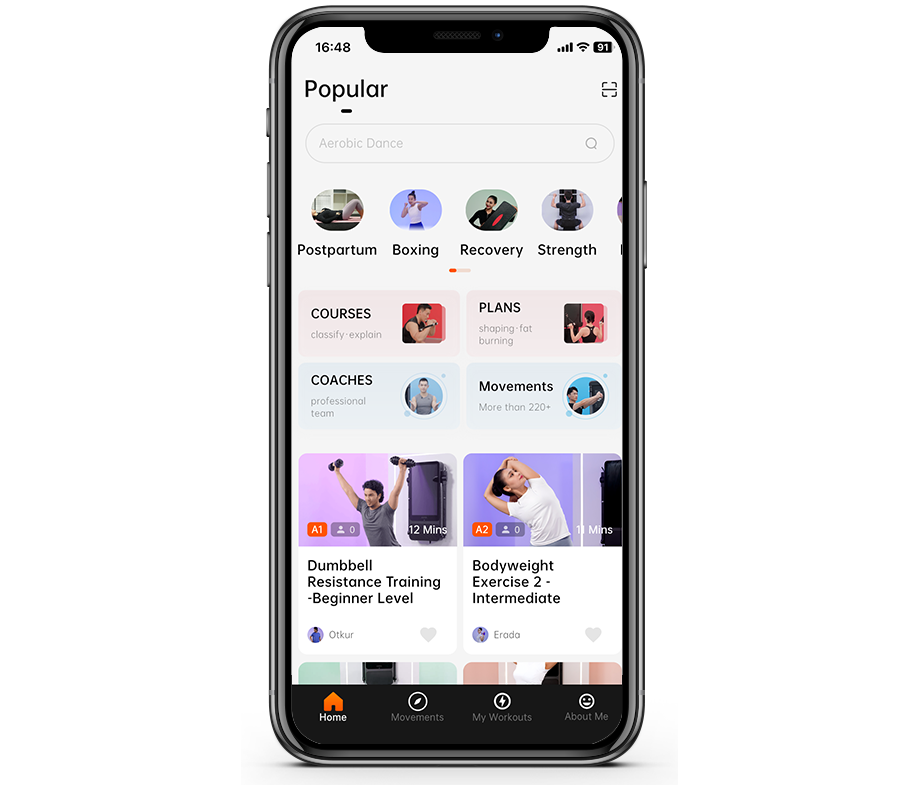 16:48
91
Popular
Aerobic Dance
Postpartum
Boxing
Recovery
Strength
COURSES
classify·explain
PLANS
shaping·fat
burning
COACHES
professional
team
Movements
More than 220+
A1
0
12 Mins
A2
0
11 Mins
Dumbbell
Resistance Training
-Beginner Level
Bodyweight
Exercise 2 -
Intermediate
Otkur
Erada
Home
Movements
My Workouts
About Me